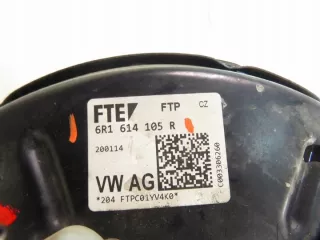 FTE FTP CZ
6R1 614 105 R
200114
VW AG
*204 FTPC01YV4K0*
C003306260